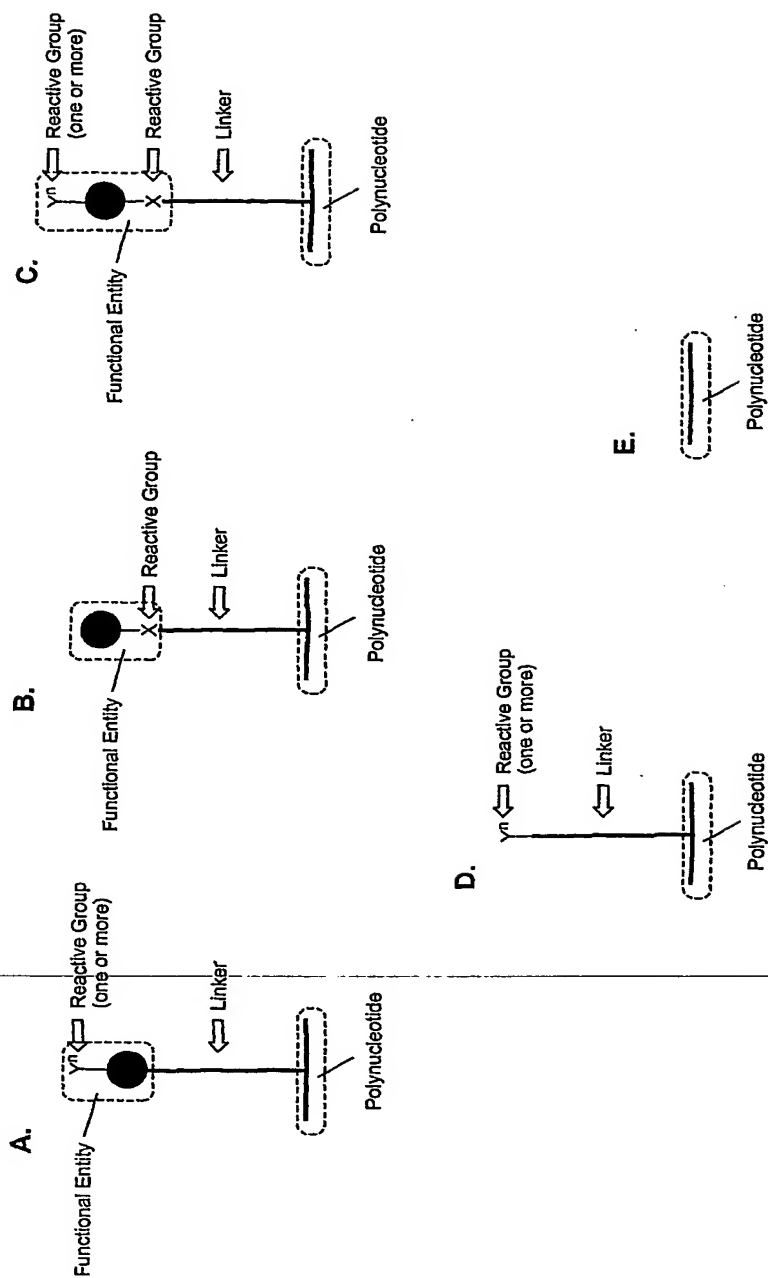 A.
Functional Entity
Yn
Reactive Group
(one or more)
Linker
Polynucleotide
B.
Functional Entity
X
Reactive Group
Linker
Polynucleotide
C.
Functional Entity
Yn
Reactive Group
(one or more)
X
Reactive Group
Linker
Polynucleotide
D.
Yn
Reactive Group
(one or more)
Linker
Polynucleotide
E.
Polynucleotide